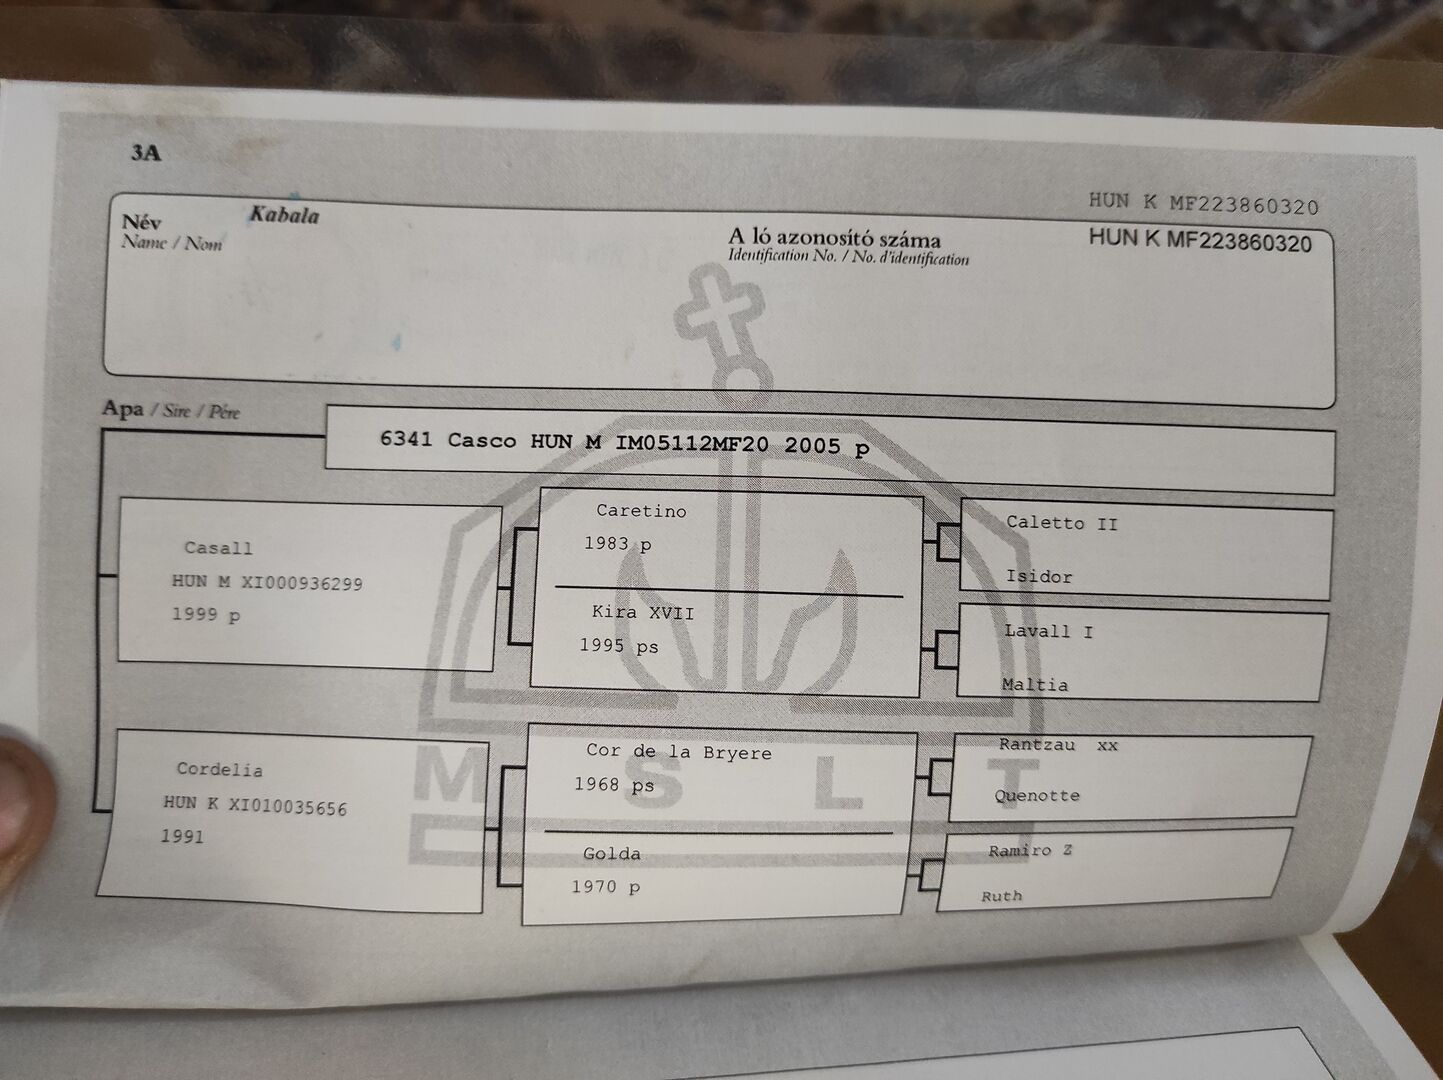 3A
HUN K MF223860320
Név
Name / Nom
Kabala
A ló azonosító száma
Identification No. / No. d'identification
HUN K MF223860320
Apa / Sire / Pére
6341 Casco HUN M IM05112MF20 2005 p
Casall
HUN M XI000936299
1999 p
Caretino
1983 p
Kira XVII
1995 ps
Caletto II
Isidor
Lavall I
Maltia
Cordelia
HUN K XI010035656
1991
Cor de la Bryere
1968 ps
Golda
1970 p
Rantzau xx
Quenotte
Ramiro Z
Ruth
M S L T